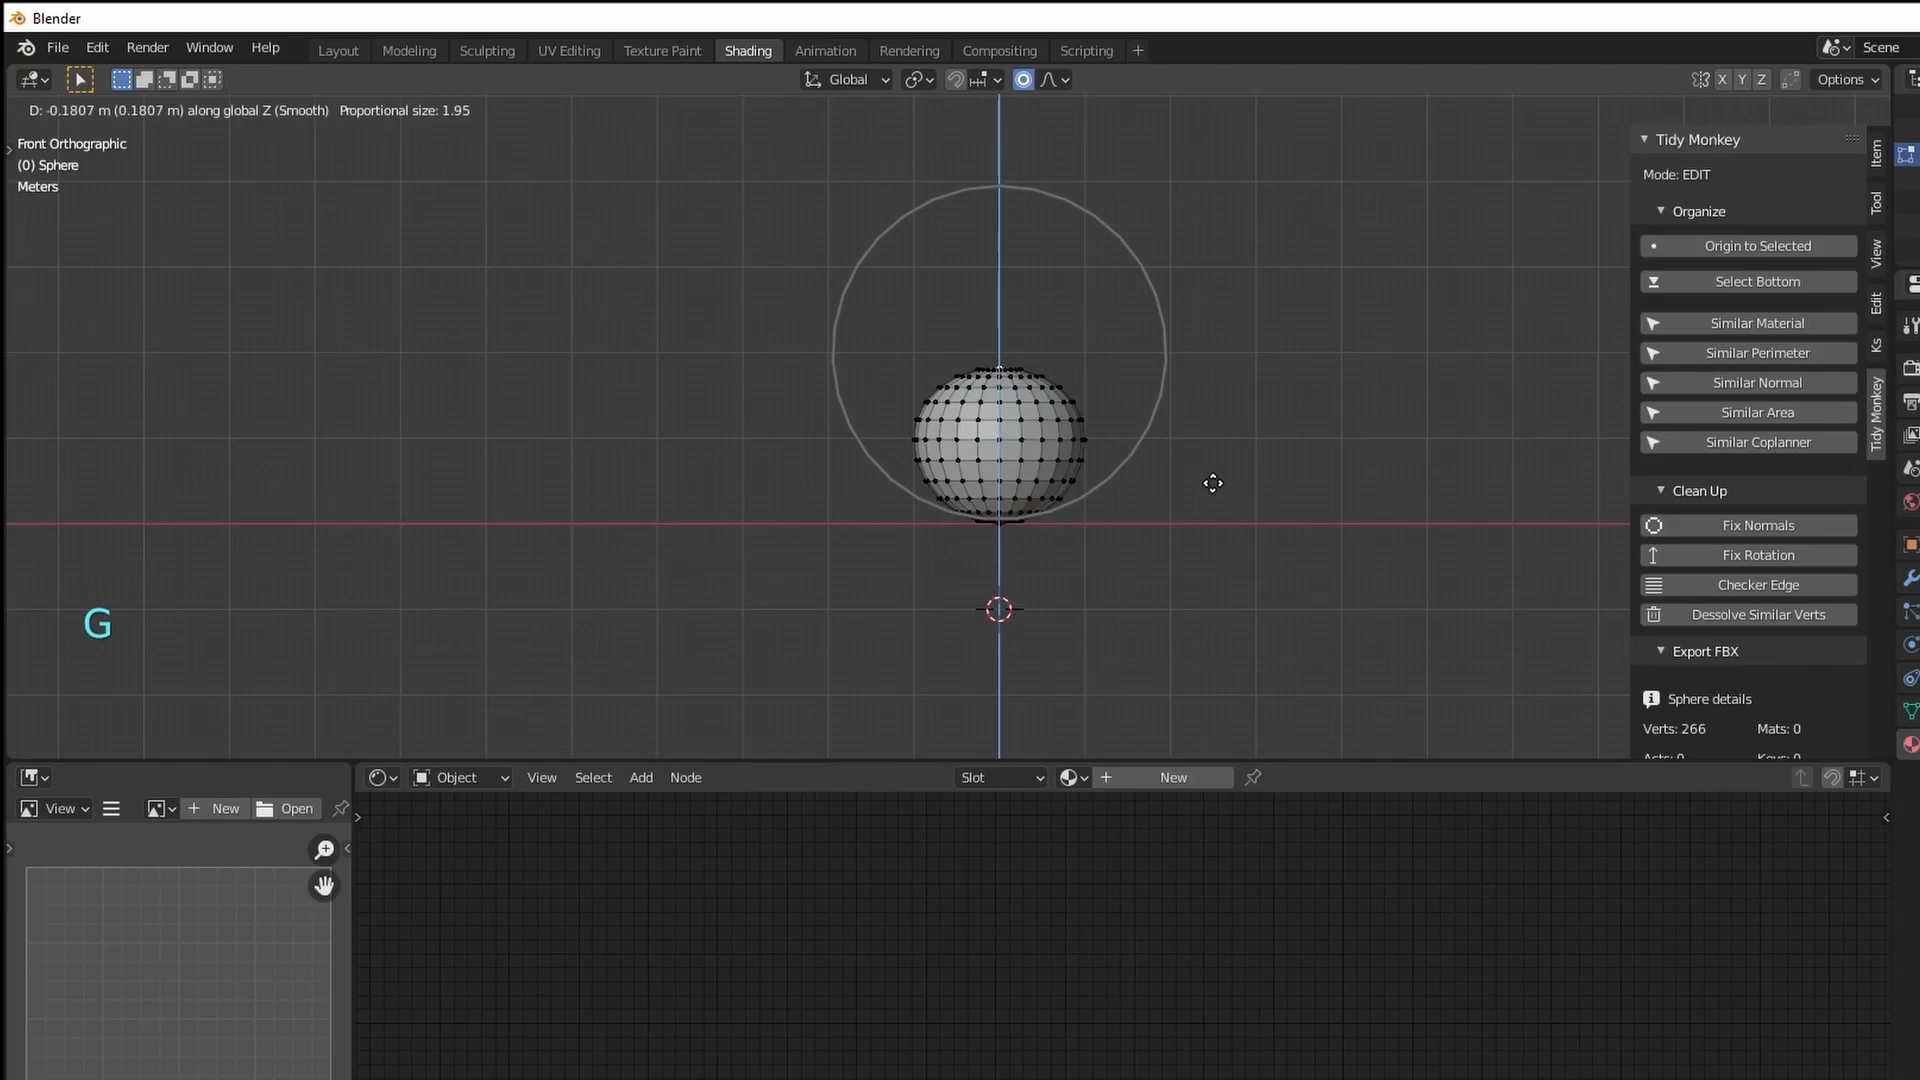 Blender
File Edit Render Window Help Layout Modeling Sculpting UV Editing Texture Paint Shading Animation Rendering Compositing Scripting + Scene
Global X Y Z Options
D: -0.1807 m (0.1807 m) along global Z (Smooth) Proportional size: 1.95
Front Orthographic
(0) Sphere
Meters
Tidy Monkey
Mode: EDIT
Organize
Origin to Selected
Select Bottom
Similar Material
Similar Perimeter
Similar Normal
Similar Area
Similar Coplanner
Clean Up
Fix Normals
Fix Rotation
Checker Edge
Dessolve Similar Verts
Export FBX
Sphere details
Verts: 266 Mats: 0
Item
Tool
View
Edit
Ks
Tidy Monkey
G
Object View Select Add Node Slot + New
View + New Open